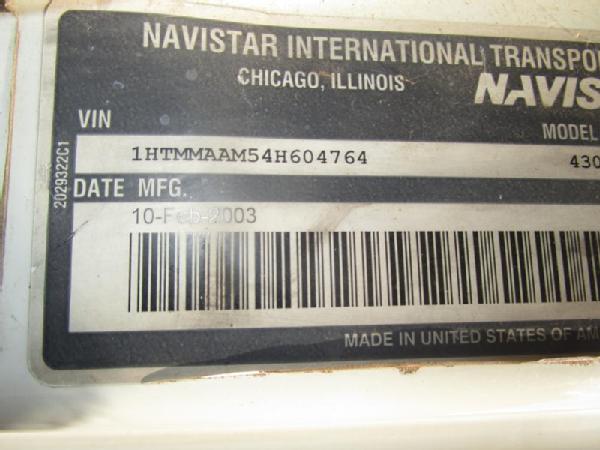 NAVISTAR INTERNATIONAL TRANSPO
CHICAGO, ILLINOIS
NAVIS
VIN
MODEL
1HTMMAAM54H604764
430
DATE MFG.
10-Feb-2003
MADE IN UNITED STATES OF AM
2029322C1